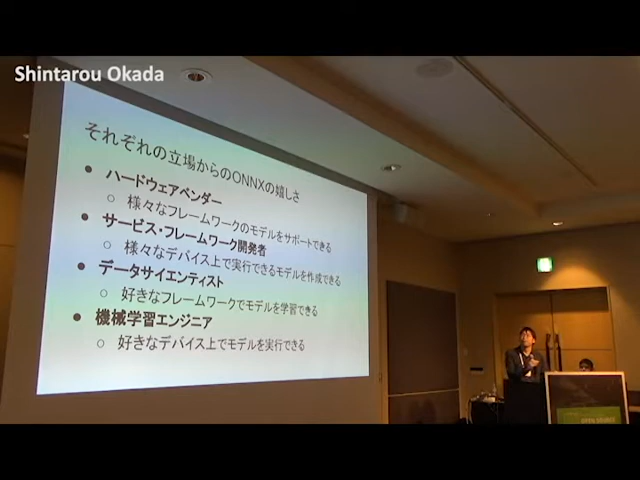 Shintarou Okada
それぞれの立場からのONNXの嬉しさ
● ハードウェアベンダー
○ 様々なフレームワークのモデルをサポートできる
● サービス・フレームワーク開発者
○ 様々なデバイス上で実行できるモデルを作成できる
● データサイエンティスト
○ 好きなフレームワークでモデルを学習できる
● 機械学習エンジニア
○ 好きなデバイス上でモデルを実行できる